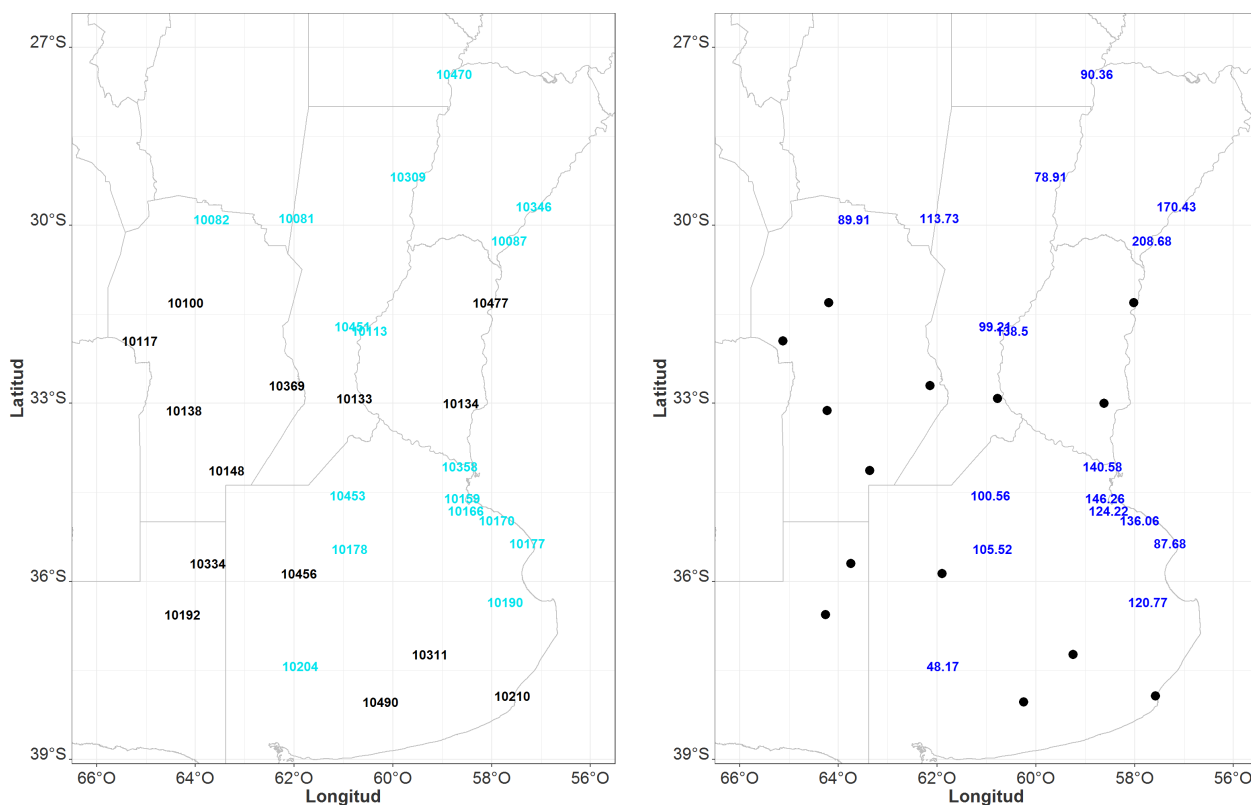 27°S
30°S
33°S
36°S
39°S
Latitud
10470
10309
10346
10082
10081
10087
10100
10477
10451
10113
10117
10369
10133
10134
10138
10148
10358
10453
10159
10166
10170
10177
10178
10334
10456
10190
10192
10311
10204
10490
10210
66°O
64°O
62°O
60°O
58°O
56°O
Longitud
27°S
30°S
33°S
36°S
39°S
Latitud
90.36
78.91
170.43
89.91
113.73
208.68
99.21
138.5
140.58
100.56
146.26
124.22
136.06
87.68
105.52
120.77
48.17
66°O
64°O
62°O
60°O
58°O
56°O
Longitud